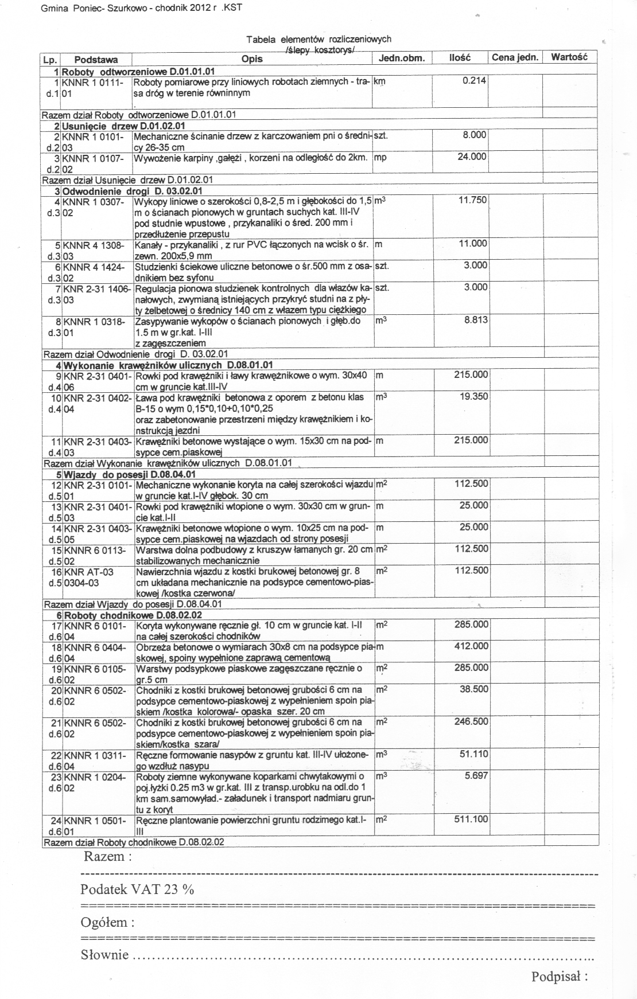 Gmina Poniec- Szurkowo - chodnik 2012 r .KST
Tabela elementów rozliczeniowych
/ślepy kosztorys/
Lp. Podstawa Opis Jedn.obm. Ilość Cena jedn. Wartość
1 Roboty odtworzeniowe D.01.01.01
1 KNNR 1 0111- Roboty pomiarowe przy liniowych robotach ziemnych - tra- km 0.214
d.1 01 sa dróg w terenie równinnym
.
Razem dział Roboty odtworzeniowe D.01.01.01
2 Usunięcie drzew D.01.02.01
2 KNNR 1 0101- Mechaniczne ścinanie drzew z karczowaniem pni o średni- szt. 8.000
d.2 03 cy 26-35 cm
3 KNNR 1 0107- Wywożenie karpiny ,gałęzi , korzeni na odległość do 2km. mp 24.000
d.2 02
Razem dział Usunięcie drzew D.01.02.01
3 Odwodnienie drogi D. 03.02.01
4 KNNR 1 0307- Wykopy liniowe o szerokości 0,8-2,5 m i głębokości do 1,5 m3 11.750
d.3 02 m o ścianach pionowych w gruntach suchych kat. III-IV
pod studnie wpustowe , przykanaliki o śred. 200 mm i
przedłużenie przepustu
5 KNNR 4 1308- Kanały - przykanaliki , z rur PVC łączonych na wcisk o śr. m 11.000
d.3 03 zewn. 200x5,9 mm
6 KNNR 4 1424- Studzienki ściekowe uliczne betonowe o śr.500 mm z osa- szt. 3.000
d.3 02 dnikiem bez syfonu
7 KNR 2-31 1406- Regulacja pionowa studzienek kontrolnych dla włazów ka- szt. 3.000
d.3 03 nałowych, zwymianą istniejących przykryć studni na z pły-
ty żelbetowej o średnicy 140 cm z włazem typu ciężkiego
8 KNNR 1 0318- Zasypywanie wykopów o ścianach pionowych i głęb.do m3 8.813
d.3 01 1.5 m w gr.kat. I-III
z zagęszczeniem
Razem dział Odwodnienie drogi D. 03.02.01
4 Wykonanie krawężników ulicznych D.08.01.01
9 KNR 2-31 0401- Rowki pod krawężniki i ławy krawężnikowe o wym. 30x40 m 215.000
d.4 06 cm w gruncie kat.III-IV
10 KNR 2-31 0402- Ława pod krawężniki betonowa z oporem z betonu klas m3 19.350
d.4 04 B-15 o wym 0,15*0,10+0,10*0,25
oraz zabetonowanie przestrzeni między krawężnikiem i ko-
nstrukcją jezdni
11 KNR 2-31 0403- Krawężniki betonowe wystające o wym. 15x30 cm na pod- m 215.000
d.4 03 sypce cem.piaskowej
Razem dział Wykonanie krawężników ulicznych D.08.01.01
5 Wjazdy do posesji D.08.04.01
12 KNR 2-31 0101- Mechaniczne wykonanie koryta na całej szerokości wjazdu m2 112.500
d.5 01 w gruncie kat.I-IV głębok. 30 cm
13 KNR 2-31 0401- Rowki pod krawężniki wtopione o wym. 30x30 cm w grun- m 25.000
d.5 03 cie kat.I-II
14 KNR 2-31 0403- Krawężniki betonowe wtopione o wym. 10x25 cm na pod- m 25.000
d.5 05 sypce cem.piaskowej na wjazdach od strony posesji
15 KNNR 6 0113- Warstwa dolna podbudowy z kruszyw łamanych gr. 20 cm m2 112.500
d.5 02 stabilizowanych mechanicznie
16 KNR AT-03 Nawierzchnia wjazdu z kostki brukowej betonowej gr. 8 m2 112.500
d.5 0304-03 cm układana mechanicznie na podsypce cementowo-pias-
kowej /kostka czerwona/
Razem dział Wjazdy do posesji D.08.04.01
6 Roboty chodnikowe D.08.02.02
17 KNNR 6 0101- Koryta wykonywane ręcznie gł. 10 cm w gruncie kat. I-II m2 285.000
d.6 04 na całej szerokości chodników
18 KNNR 6 0404- Obrzeża betonowe o wymiarach 30x8 cm na podsypce pia- m 412.000
d.6 04 skowej, spoiny wypełnione zaprawą cementową
19 KNNR 6 0105- Warstwy podsypkowe piaskowe zagęszczane ręcznie o m2 285.000
d.6 02 gr.5 cm
20 KNNR 6 0502- Chodniki z kostki brukowej betonowej grubości 6 cm na m2 38.500
d.6 02 podsypce cementowo-piaskowej z wypełnieniem spoin pia-
skiem /kostka kolorowa/- opaska szer. 20 cm
21 KNNR 6 0502- Chodniki z kostki brukowej betonowej grubości 6 cm na m2 246.500
d.6 02 podsypce cementowo-piaskowej z wypełnieniem spoin pia-
skiem/kostka szara/
22 KNNR 1 0311- Ręczne formowanie nasypów z gruntu kat. III-IV ułożone- m3 51.110
d.6 04 go wzdłuż nasypu
23 KNNR 1 0204- Roboty ziemne wykonywane koparkami chwytakowymi o m3 5.697
d.6 02 poj.łyżki 0.25 m3 w gr.kat. III z transp.urobku na odl.do 1
km sam.samowyład.- załadunek i transport nadmiaru grun-
tu z koryt
24 KNNR 1 0501- Ręczne plantowanie powierzchni gruntu rodzimego kat.I- m2 511.100
d.6 01 III
Razem dział Roboty chodnikowe D.08.02.02
Razem :
Podatek VAT 23 %
Ogółem :
Słownie ...............................................................................................
Podpisał :